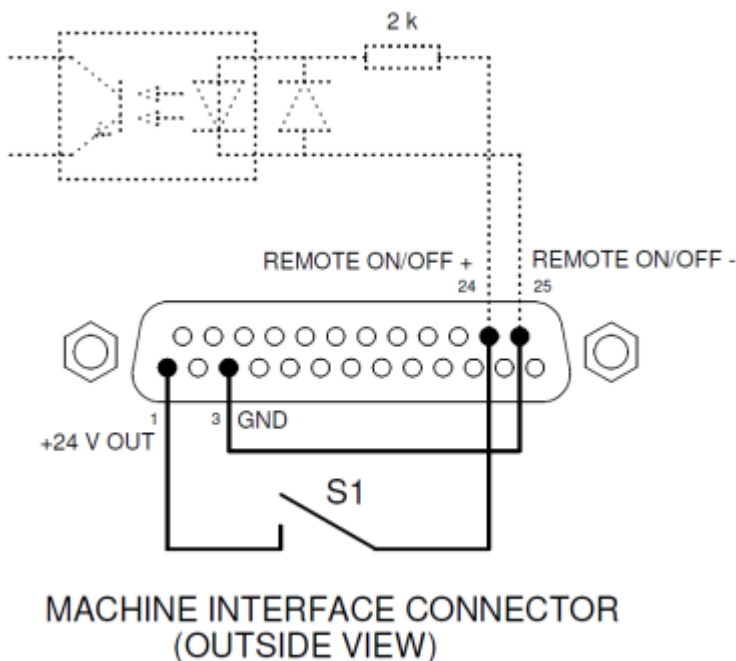 2 k
REMOTE ON/OFF +
REMOTE ON/OFF -
24
25
1
3
GND
+24 V OUT
S1
MACHINE INTERFACE CONNECTOR
(OUTSIDE VIEW)